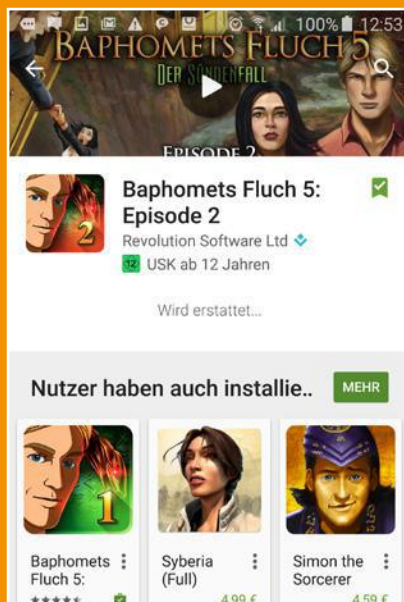 100% 12:53
BAPHOMETS FLUCH 5
DER SÜNDENFALL
EPISODE 2
2
Baphomets Fluch 5:
Episode 2
Revolution Software Ltd
12 USK ab 12 Jahren
Wird erstattet...
Nutzer haben auch installie.. MEHR
1
Baphomets
Fluch 5:
Syberia
(Full)
4,99 €
Simon the
Sorcerer
4,59 €